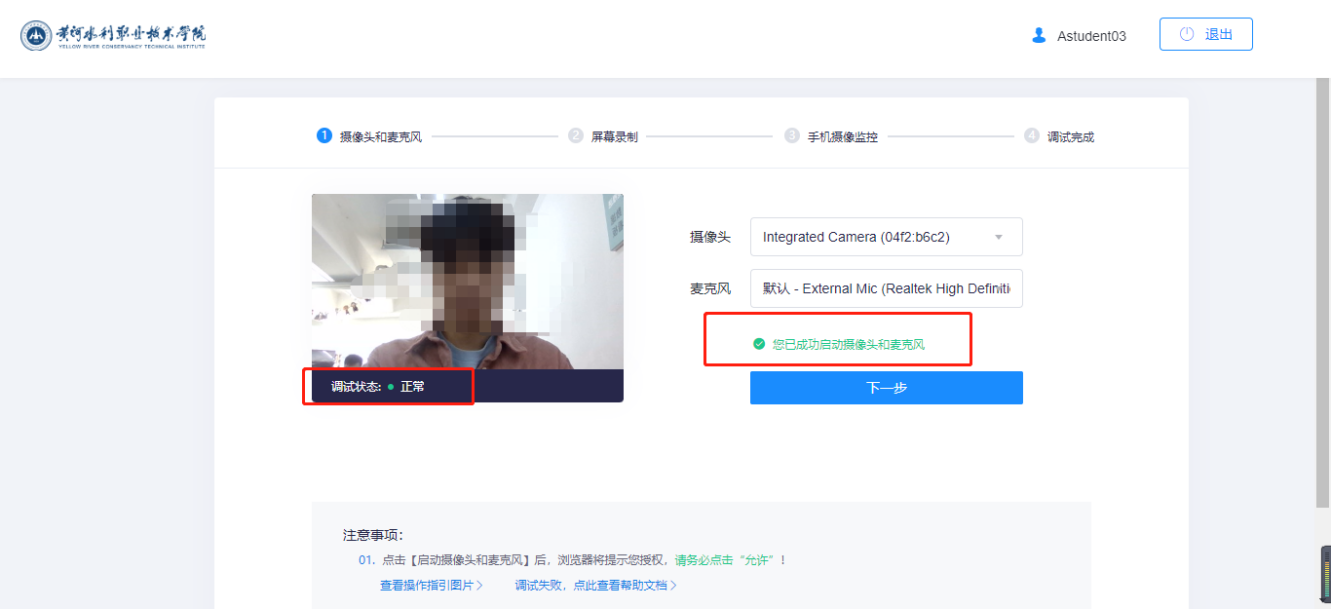 黄河水利职业技术学院
YELLOW RIVER CONSERVANCY TECHNICAL INSTITUTE
Astudent03
退出
1 摄像头和麦克风
2 屏幕录制
3 手机摄像监控
4 调试完成
摄像头
Integrated Camera (04f2:b6c2)
麦克风
默认 - External Mic (Realtek High Definiti
您已成功启动摄像头和麦克风
调试状态: 正常
下一步
注意事项:
01. 点击【启动摄像头和麦克风】后,浏览器将提示您授权,请务必点击“允许”!
查看操作指引图片> 调试失败,点此查看帮助文档>